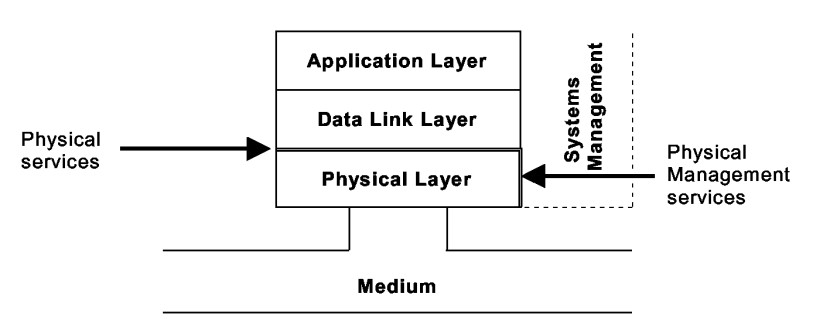 Application Layer
Data Link Layer
Physical Layer
Systems
Management
Physical
services
Physical
Management
services
Medium